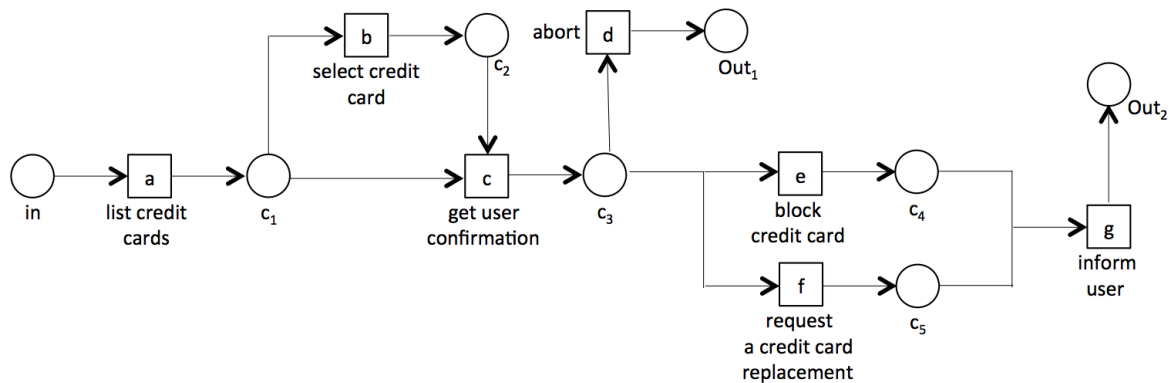 b
select credit
card
c2
abort
d
Out1
Out2
in
a
list credit
cards
c1
c
get user
confirmation
c3
e
block
credit card
c4
f
request
a credit card
replacement
c5
g
inform
user